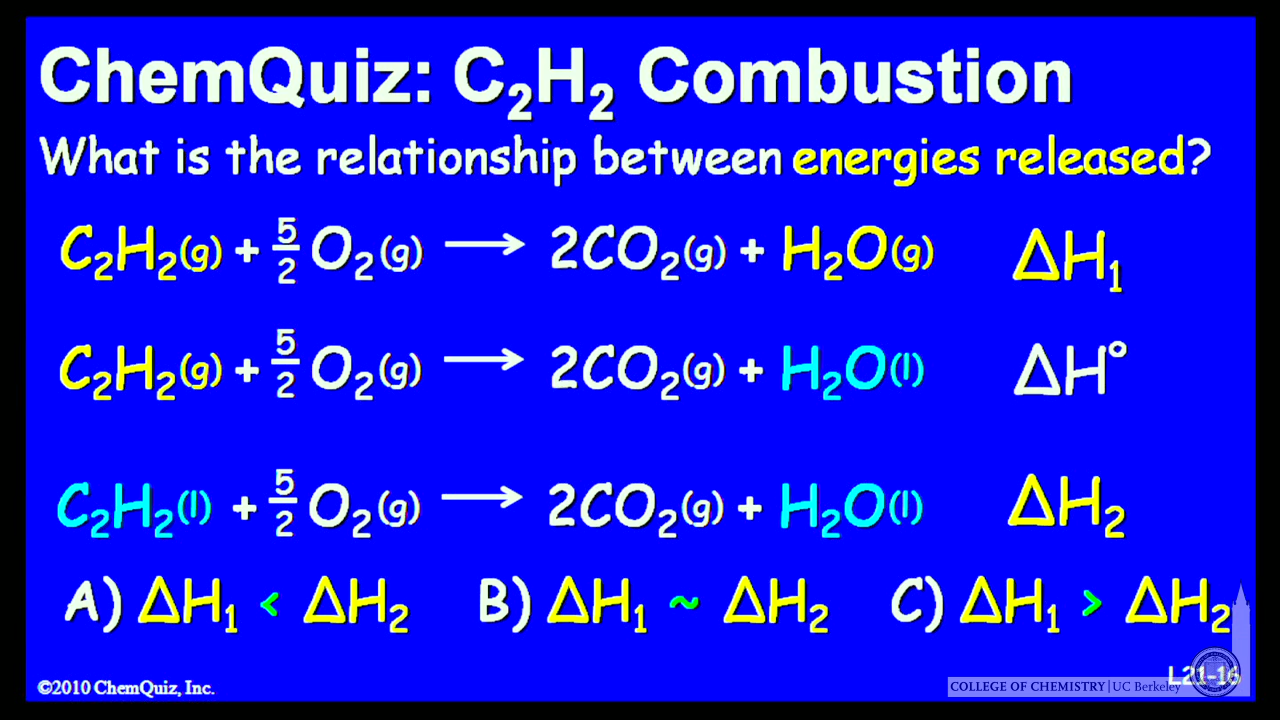 ChemQuiz: C₂H₂ Combustion
What is the relationship between energies released?
C₂H₂(g) + 5/2 O₂(g) → 2CO₂(g) + H₂O(g) ΔH₁
C₂H₂(g) + 5/2 O₂(g) → 2CO₂(g) + H₂O(l) ΔH°
C₂H₂(l) + 5/2 O₂(g) → 2CO₂(g) + H₂O(l) ΔH₂
A) ΔH₁ < ΔH₂ B) ΔH₁ ~ ΔH₂ C) ΔH₁ > ΔH₂
©2010 ChemQuiz, Inc.
L21-16
COLLEGE OF CHEMISTRY | UC Berkeley